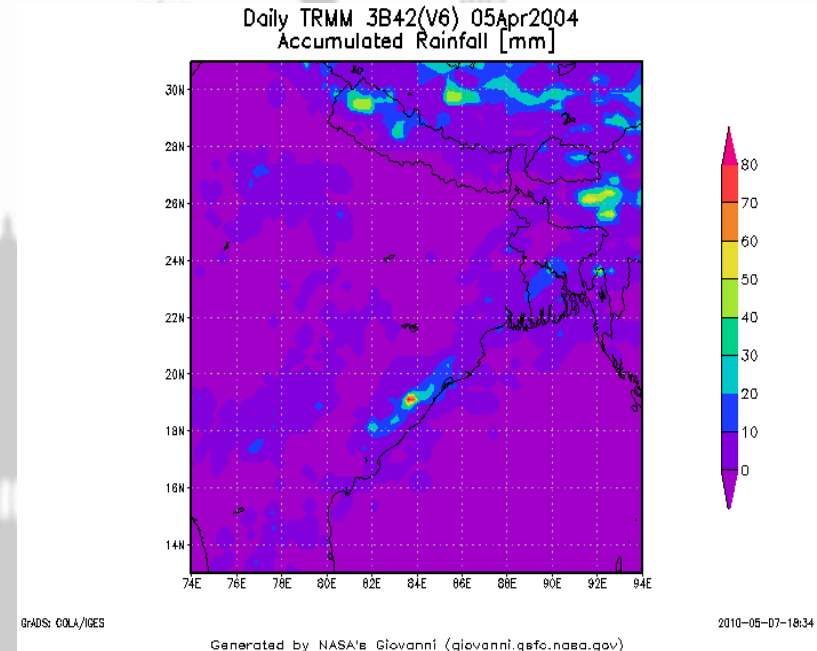 Daily TRMM 3B42(V6) 05Apr2004
Accumulated Rainfall [mm]
30N
28N
26N
24N
22N
20N
18N
16N
14N
74E 76E 78E 80E 82E 84E 86E 88E 90E 92E 94E
80
70
60
50
40
30
20
10
0
GrADS: COLA/IGES
2010-05-07-18:34
Generated by NASA's Giovanni (giovanni.gsfc.nasa.gov)